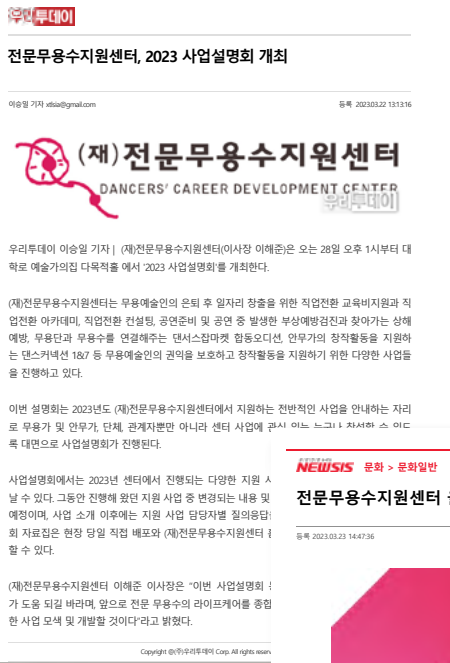 우리투데이
전문무용수지원센터, 2023 사업설명회 개최
이승일 기자 xtlsia@gmail.com
등록 2023.03.22 13:13:16
(재)전문무용수지원센터
DANCERS' CAREER DEVELOPMENT CENTER
우리투데이
우리투데이 이승일 기자 | (재)전문무용수지원센터(이사장 이해준)은 오는 28일 오후 1시부터 대
학로 예술가의집 다목적홀 에서 '2023 사업설명회'를 개최한다.
(재)전문무용수지원센터는 무용예술인의 은퇴 후 일자리 창출을 위한 직업전환 교육비지원과 직
업전환 아카데미, 직업전환 컨설팅, 공연준비 및 공연 중 발생한 부상예방검진과 찾아가는 상해
예방, 무용단과 무용수를 연결해주는 댄서스잡마켓 합동오디션, 안무가의 창작활동을 지원하
는 댄스커넥션 1&7 등 무용예술인의 권익을 보호하고 창작활동을 지원하기 위한 다양한 사업들
을 진행하고 있다.
이번 설명회는 2023년도 (재)전문무용수지원센터에서 지원하는 전반적인 사업을 안내하는 자리
로 무용가 및 안무가, 단체, 관계자뿐만 아니라 센터 사업에 관심 있는 누구나 참석할 수 있도
록 대면으로 사업설명회가 진행된다.
사업설명회에서는 2023년 센터에서 진행되는 다양한 지원 사
날 수 있다. 그동안 진행해 왔던 지원 사업 중 변경되는 내용 및
예정이며, 사업 소개 이후에는 지원 사업 담당자별 질의응답
회 자료집은 현장 당일 직접 배포와 (재)전문무용수지원센터
할 수 있다.
(재)전문무용수지원센터 이해준 이사장은 "이번 사업설명회
가 도움 되길 바라며, 앞으로 전문 무용수의 라이프케어를 종합
한 사업 모색 및 개발할 것이다"라고 밝혔다.
Copyright @(주)우리투데이 Corp. All rights reserv
NEWSIS 문화 > 문화일반
전문무용수지원센터
등록 2023.03.23 14:47:36